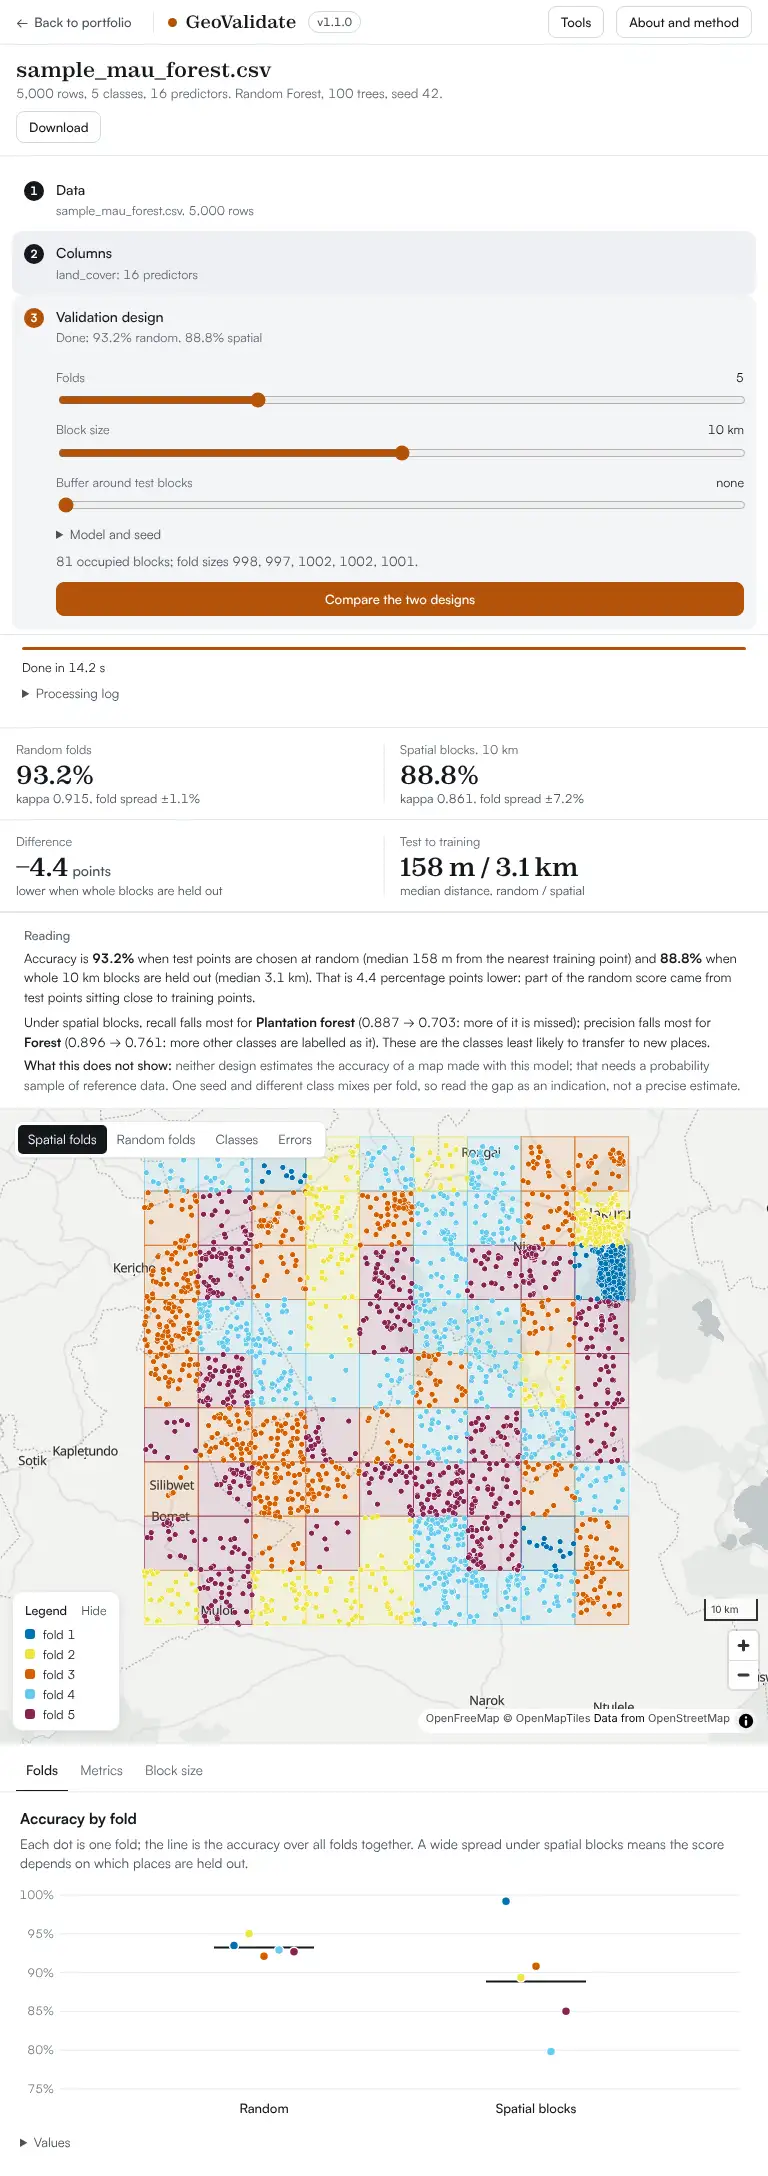 ← Back to portfolio
GeoValidate
v1.1.0
Tools
About and method
sample_mau_forest.csv
5,000 rows, 5 classes, 16 predictors. Random Forest, 100 trees, seed 42.
Download
1
Data
sample_mau_forest.csv, 5,000 rows
2
Columns
land_cover; 16 predictors
3
Validation design
Done: 93.2% random, 88.8% spatial
Folds
5
Block size
10 km
Buffer around test blocks
none
Model and seed
81 occupied blocks; fold sizes 998, 997, 1002, 1002, 1001.
Compare the two designs
Done in 14.2 s
Processing log
Random folds
93.2%
kappa 0.915, fold spread ±1.1%
Spatial blocks, 10 km
88.8%
kappa 0.861, fold spread ±7.2%
Difference
−4.4 points
lower when whole blocks are held out
Test to training
158 m / 3.1 km
median distance, random / spatial
Reading
Accuracy is 93.2% when test points are chosen at random (median 158 m from the nearest training point) and 88.8% when
whole 10 km blocks are held out (median 3.1 km). That is 4.4 percentage points lower: part of the random score came from
test points sitting close to training points.
Under spatial blocks, recall falls most for Plantation forest (0.887 → 0.703: more of it is missed); precision falls most for
Forest (0.896 → 0.761: more other classes are labelled as it). These are the classes least likely to transfer to new places.
What this does not show: neither design estimates the accuracy of a map made with this model; that needs a probability
sample of reference data. One seed and different class mixes per fold, so read the gap as an indication, not a precise estimate.
Spatial folds
Random folds
Classes
Errors
Kericho
Kapletundo
Sotik
Silibwet
Bomet
Mulot
Legend
Hide
fold 1
fold 2
fold 3
fold 4
fold 5
10 km
+
−
Narok
Ntulele
OpenFreeMap © OpenMapTiles Data from OpenStreetMap
Folds
Metrics
Block size
Accuracy by fold
Each dot is one fold; the line is the accuracy over all folds together. A wide spread under spatial blocks means the score
depends on which places are held out.
100%
95%
90%
85%
80%
75%
Random
Spatial blocks
Values